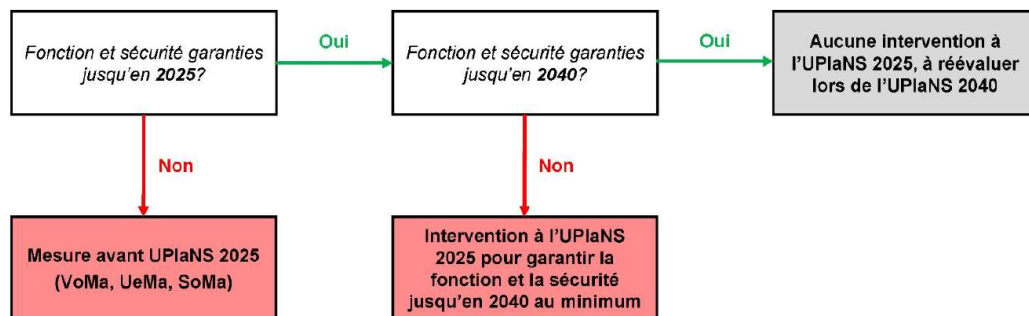 Fonction et sécurité garanties
jusqu'en 2025?
Oui
Fonction et sécurité garanties
jusqu'en 2040?
Oui
Aucune intervention à
l'UPlaNS 2025, à réévaluer
lors de l'UPlaNS 2040
Non
Non
Mesure avant UPlaNS 2025
(VoMa, UeMa, SoMa)
Intervention à l'UPlaNS
2025 pour garantir la
fonction et la sécurité
jusqu'en 2040 au minimum